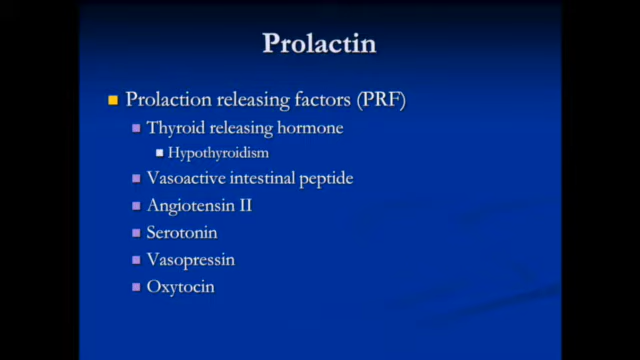 Prolactin
Prolaction releasing factors (PRF)
Thyroid releasing hormone
Hypothyroidism
Vasoactive intestinal peptide
Angiotensin II
Serotonin
Vasopressin
Oxytocin